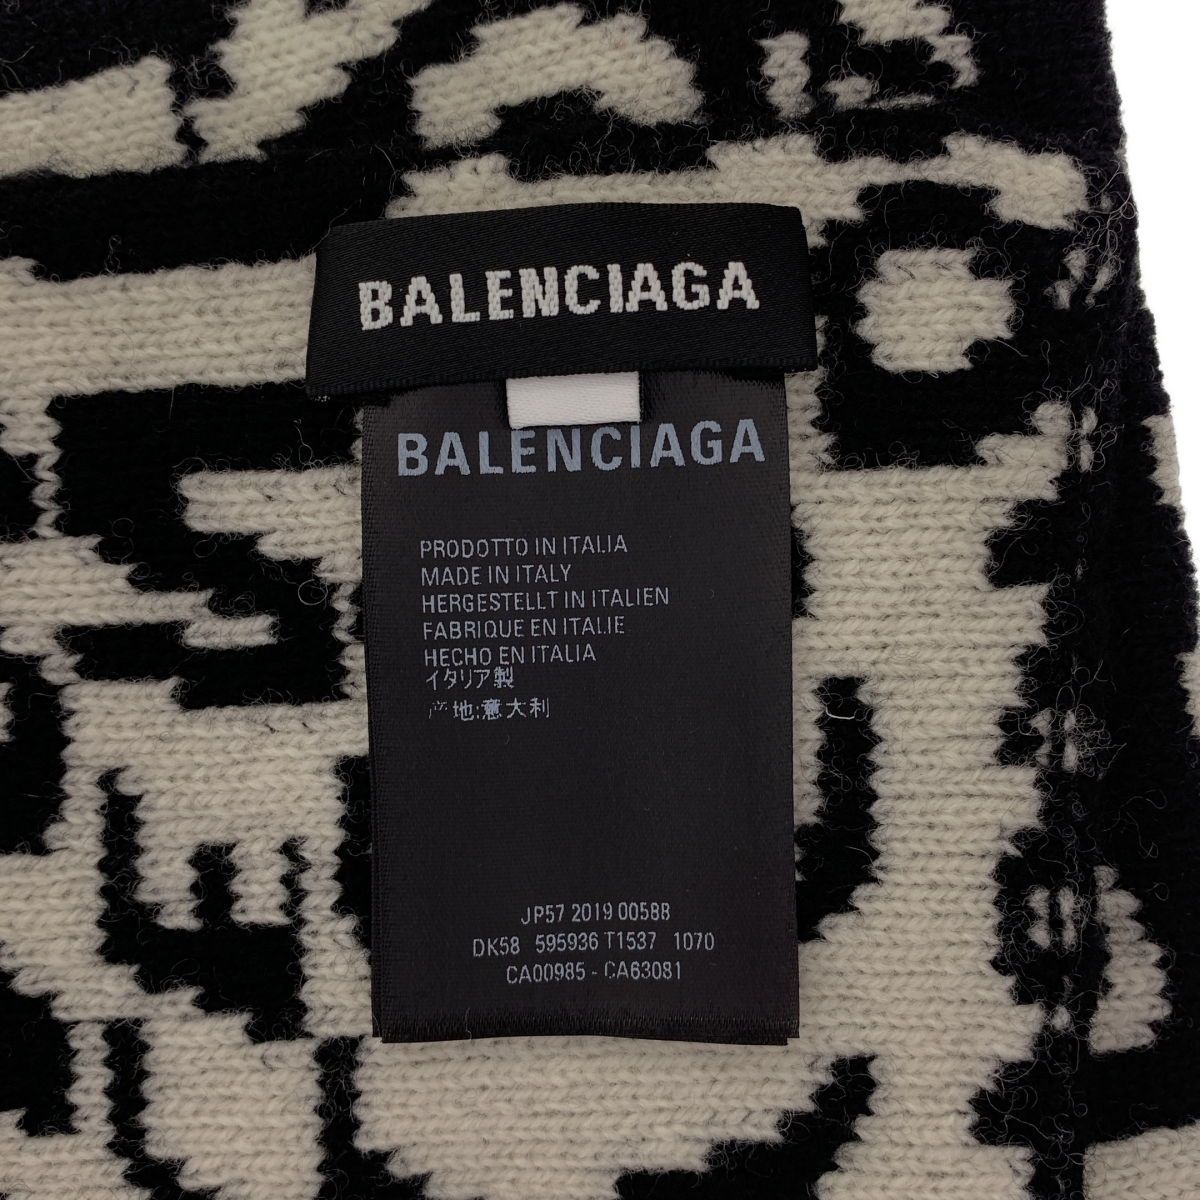 BALENCIAGA
BALENCIAGA
PRODOTTO IN ITALIA
MADE IN ITALY
HERGESTELLT IN ITALIEN
FABRIQUE EN ITALIE
HECHO EN ITALIA
イタリア製
产地:意大利
JP57 2019 0058B
DK58 595936 T1537 1070
CA00985 - CA63081